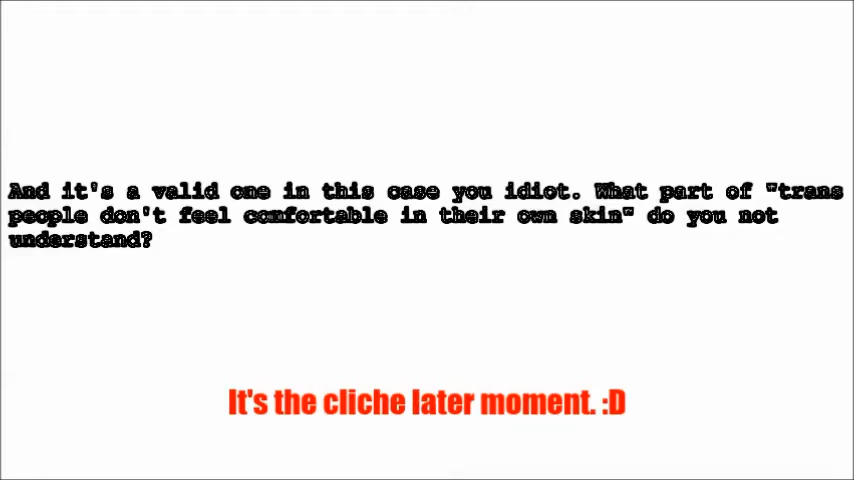 And it's a valid one in this case you idiot. What part of "trans
people don't feel comfortable in their own skin" do you not
understand?
It's the cliche later moment. :D